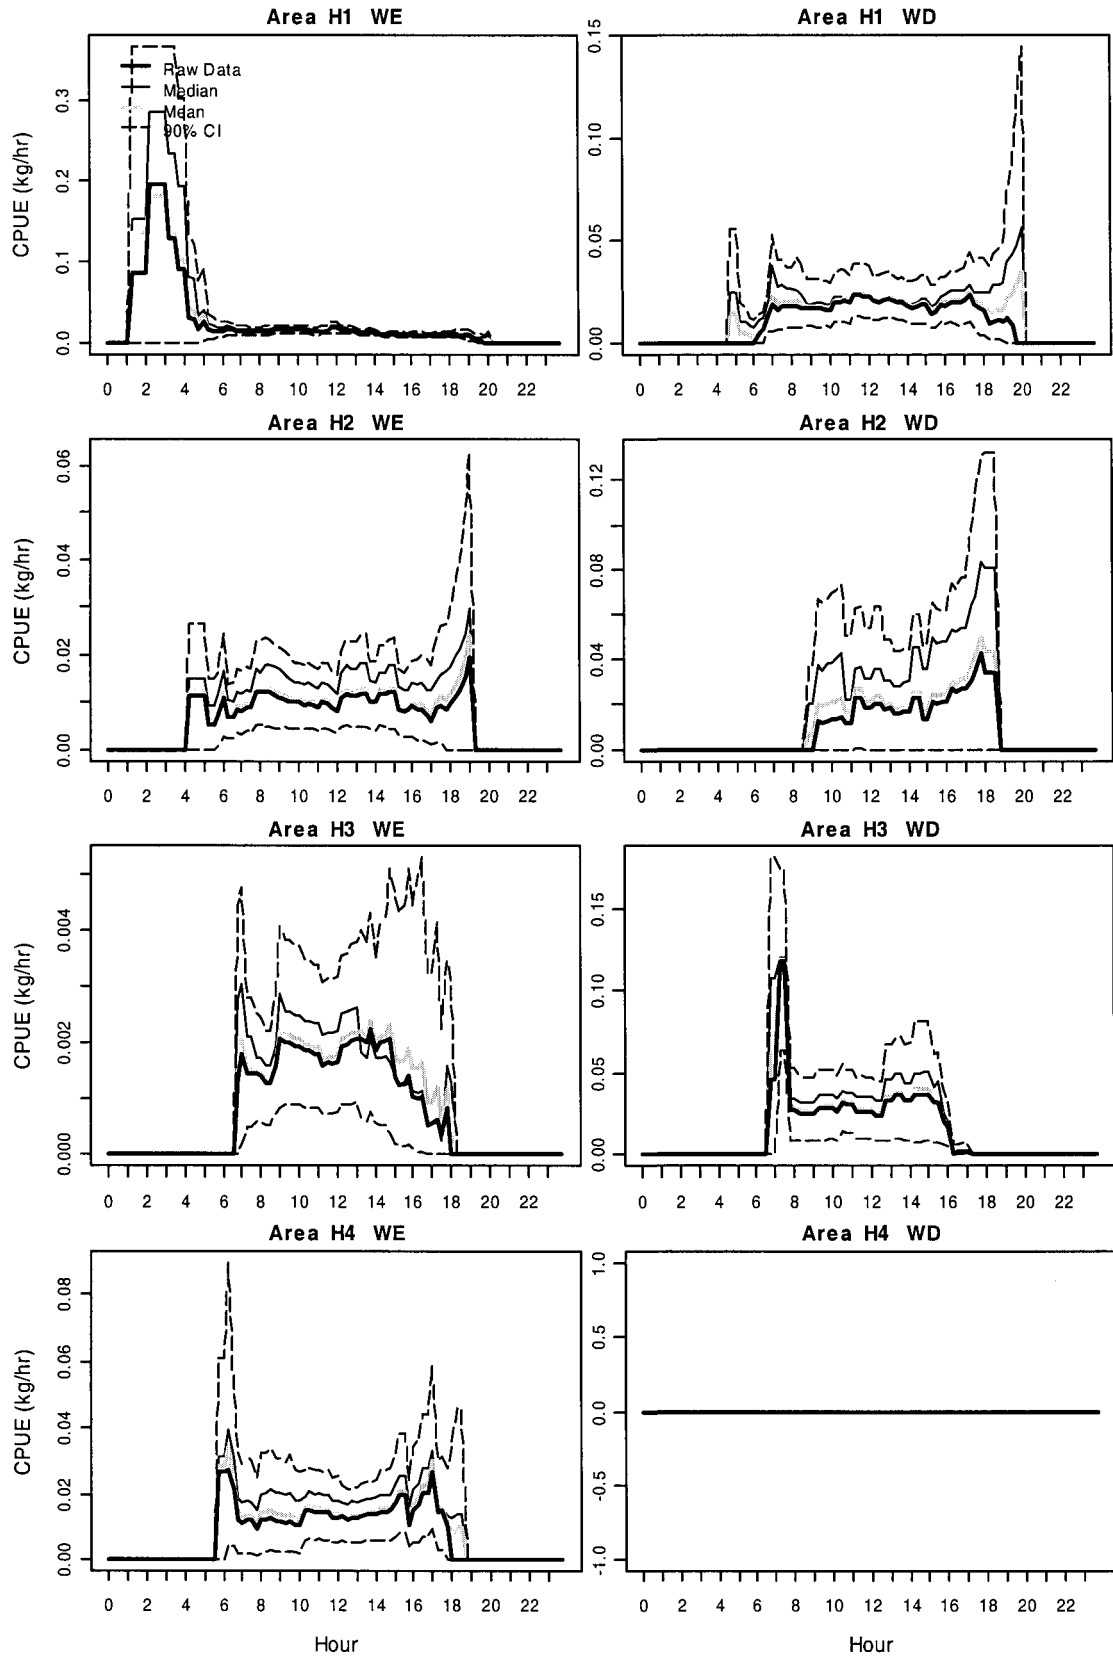 Area H1 WE
CPUE (kg/hr)
0.0 0.1 0.2 0.3
Raw Data
Median
Mean
90% CI
0 2 4 6 8 10 12 14 16 18 20 22
Area H1 WD
0.00 0.05 0.10 0.15
0 2 4 6 8 10 12 14 16 18 20 22
Area H2 WE
CPUE (kg/hr)
0.00 0.02 0.04 0.06
0 2 4 6 8 10 12 14 16 18 20 22
Area H2 WD
0.00 0.04 0.08 0.12
0 2 4 6 8 10 12 14 16 18 20 22
Area H3 WE
CPUE (kg/hr)
0.000 0.002 0.004
0 2 4 6 8 10 12 14 16 18 20 22
Area H3 WD
0.00 0.05 0.10 0.15
0 2 4 6 8 10 12 14 16 18 20 22
Area H4 WE
CPUE (kg/hr)
0.00 0.02 0.04 0.06 0.08
0 2 4 6 8 10 12 14 16 18 20 22
Hour
Area H4 WD
-1.0 -0.5 0.0 0.5 1.0
0 2 4 6 8 10 12 14 16 18 20 22
Hour